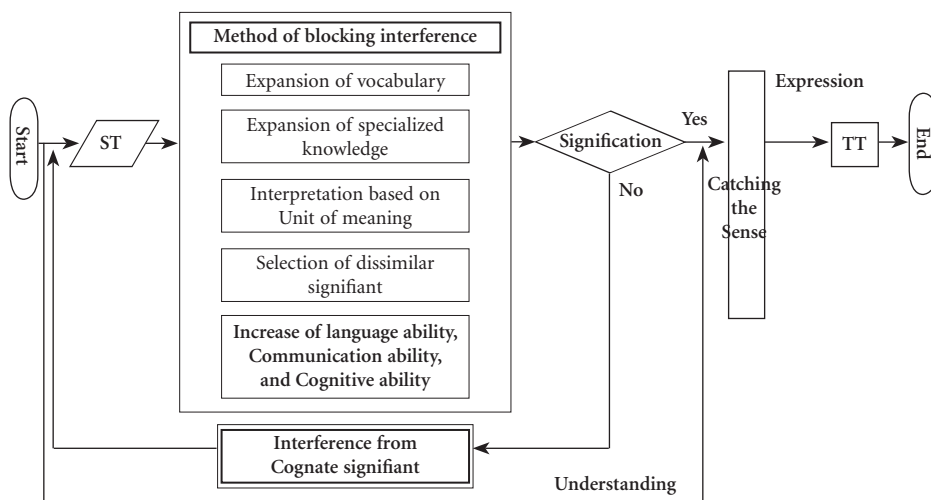 Method of blocking interference
Expansion of vocabulary
Expansion of specialized
knowledge
Interpretation based on
Unit of meaning
Selection of dissimilar
signifiant
Increase of language ability,
Communication ability,
and Cognitive ability
Start
ST
Signification
Yes
No
Expression
Catching
the
Sense
TT
End
Interference from
Cognate signifiant
Understanding